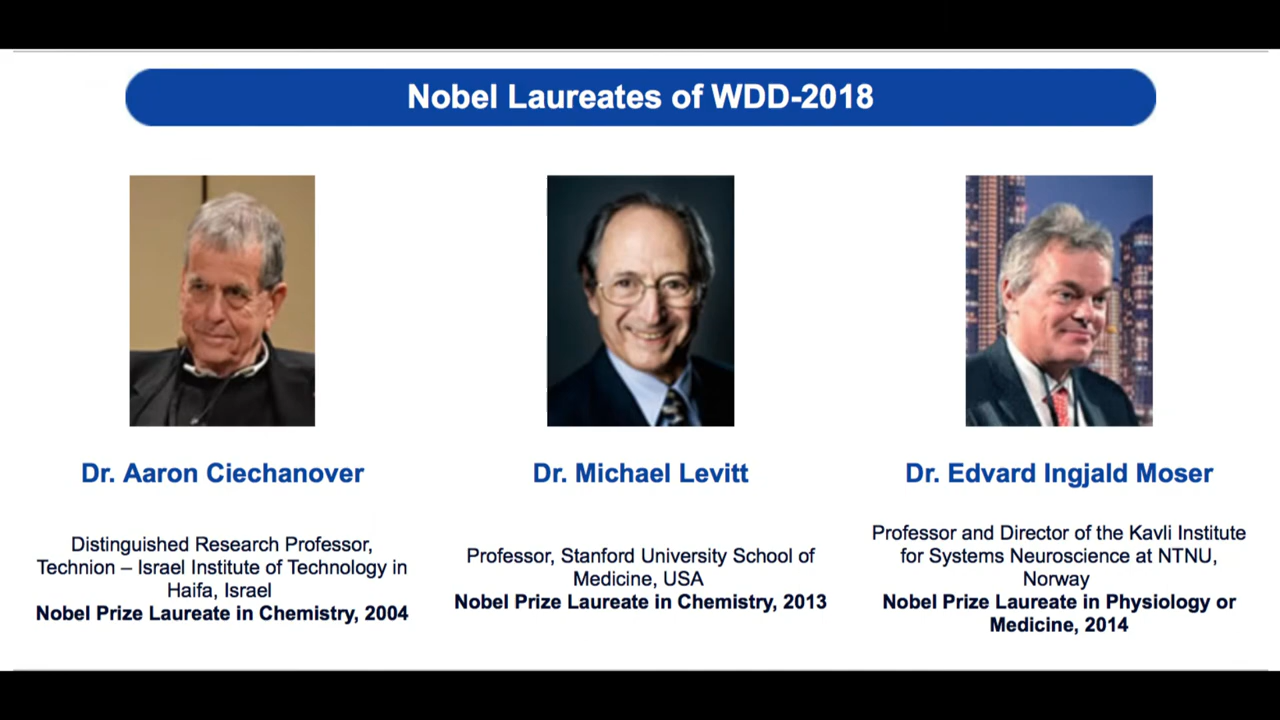 Nobel Laureates of WDD-2018
Dr. Aaron Ciechanover
Distinguished Research Professor,
Technion – Israel Institute of Technology in
Haifa, Israel
Nobel Prize Laureate in Chemistry, 2004
Dr. Michael Levitt
Professor, Stanford University School of
Medicine, USA
Nobel Prize Laureate in Chemistry, 2013
Dr. Edvard Ingjald Moser
Professor and Director of the Kavli Institute
for Systems Neuroscience at NTNU,
Norway
Nobel Prize Laureate in Physiology or
Medicine, 2014